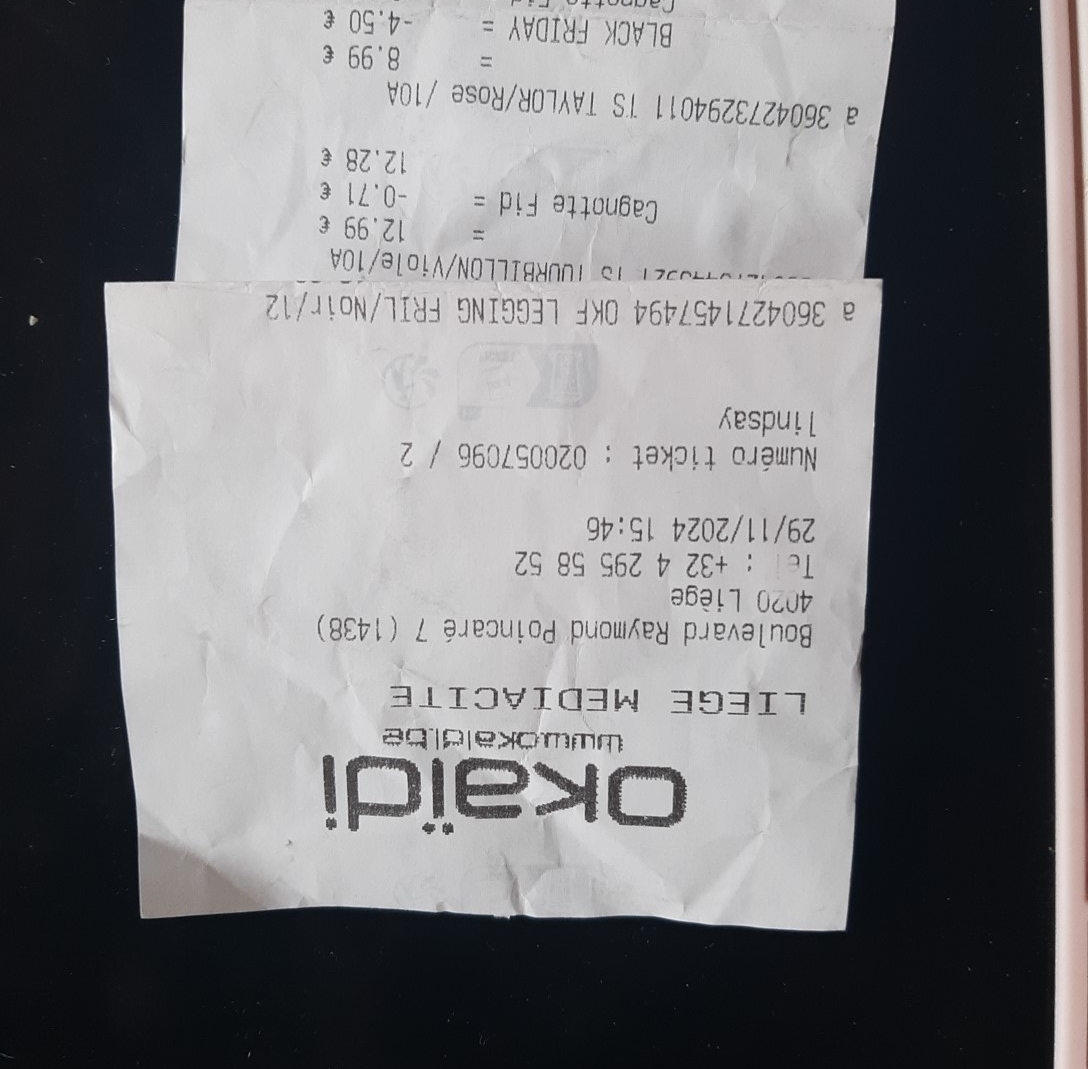 okaïdi
www.okaidi.be
LIEGE MEDIACITE
Boulevard Raymond Poincaré 7 (1438)
4020 Liège
Tel : +32 4 295 58 52
29/11/2024 15:46
Numéro ticket : 020057096 / 2
lindsay
a 3604271457494 OKF LEGGING FRIL/Noir/12
TS TOURBILLON/Viole/10A
= 12.99 €
Cagnotte Fid = -0.71 €
12.28 €
a 3604273294011 TS TAYLOR/Rose /10A
= 8.99 €
BLACK FRIDAY = -4.50 €
Cagnotte Fid